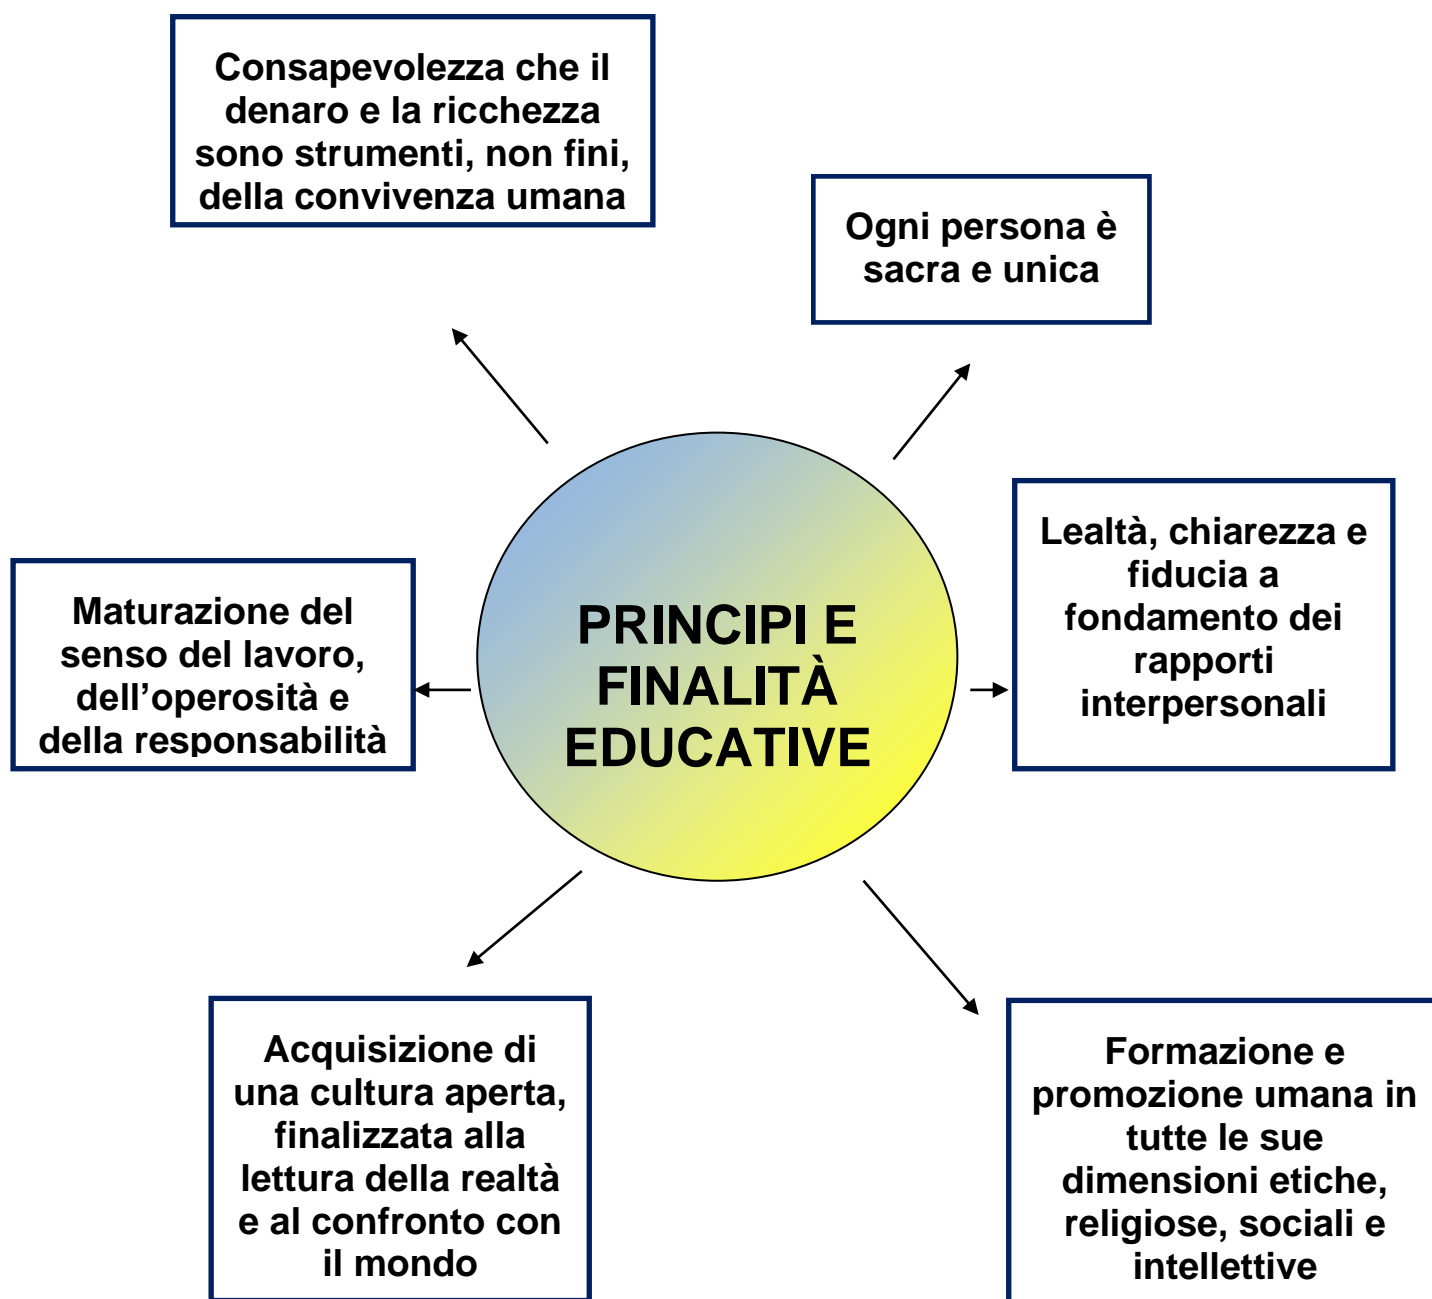 Consapevolezza che il
denaro e la ricchezza
sono strumenti, non fini,
della convivenza umana
Ogni persona è
sacra e unica
Lealtà, chiarezza e
fiducia a
fondamento dei
rapporti
interpersonali
Maturazione del
senso del lavoro,
dell’operosità e
della responsabilità
PRINCIPI E
FINALITÀ
EDUCATIVE
Acquisizione di
una cultura aperta,
finalizzata alla
lettura della realtà
e al confronto con
il mondo
Formazione e
promozione umana in
tutte le sue
dimensioni etiche,
religiose, sociali e
intellettive